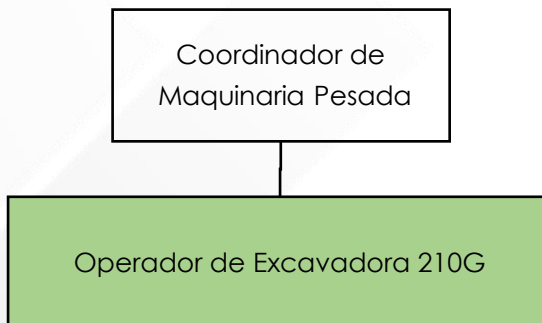 Coordinador de
Maquinaria Pesada
Operador de Excavadora 210G